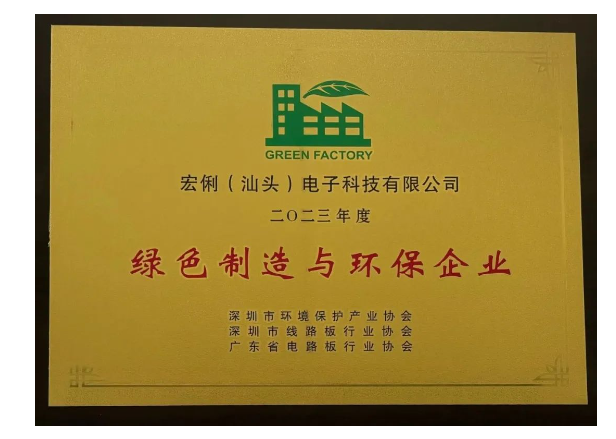 GREEN FACTORY
宏俐（汕头）电子科技有限公司
二〇二三年度
绿色制造与环保企业
深圳市环境保护产业协会
深圳市线路板行业协会
广东省电路板行业协会